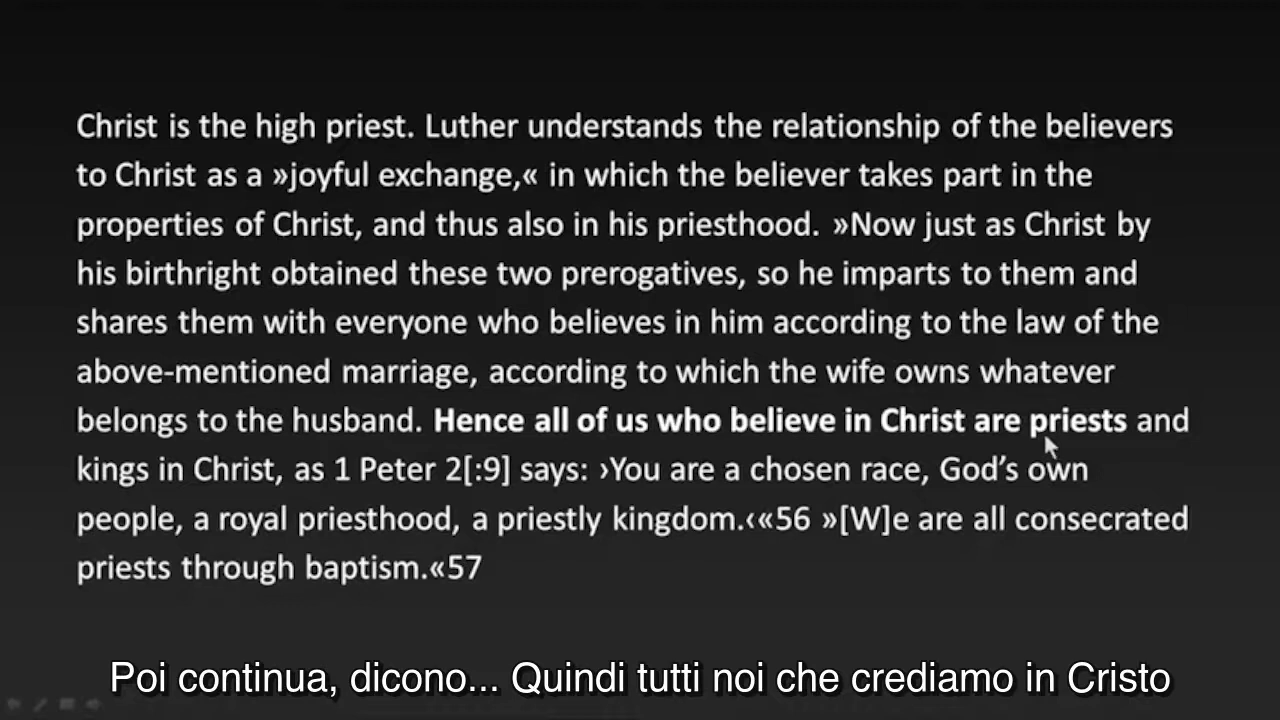 Christ is the high priest. Luther understands the relationship of the believers
to Christ as a »joyful exchange,« in which the believer takes part in the
properties of Christ, and thus also in his priesthood. »Now just as Christ by
his birthright obtained these two prerogatives, so he imparts to them and
shares them with everyone who believes in him according to the law of the
above-mentioned marriage, according to which the wife owns whatever
belongs to the husband. Hence all of us who believe in Christ are priests and
kings in Christ, as 1 Peter 2[:9] says: ›You are a chosen race, God’s own
people, a royal priesthood, a priestly kingdom.‹«56 »[W]e are all consecrated
priests through baptism.«57
Poi continua, dicono... Quindi tutti noi che crediamo in Cristo